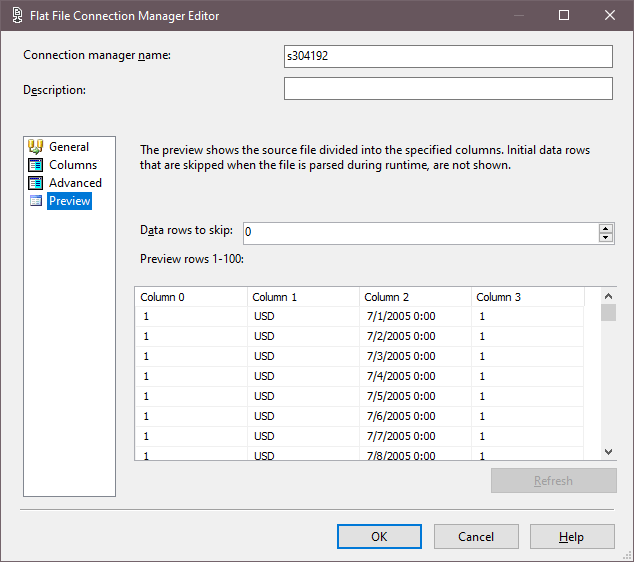 Flat File Connection Manager Editor
Connection manager name: s304192
Description:
General
Columns
Advanced
Preview
The preview shows the source file divided into the specified columns. Initial data rows
that are skipped when the file is parsed during runtime, are not shown.
Data rows to skip: 0
Preview rows 1-100:
Column 0 Column 1 Column 2 Column 3
1 USD 7/1/2005 0:00 1
1 USD 7/2/2005 0:00 1
1 USD 7/3/2005 0:00 1
1 USD 7/4/2005 0:00 1
1 USD 7/5/2005 0:00 1
1 USD 7/6/2005 0:00 1
1 USD 7/7/2005 0:00 1
1 USD 7/8/2005 0:00 1
Refresh
OK Cancel Help